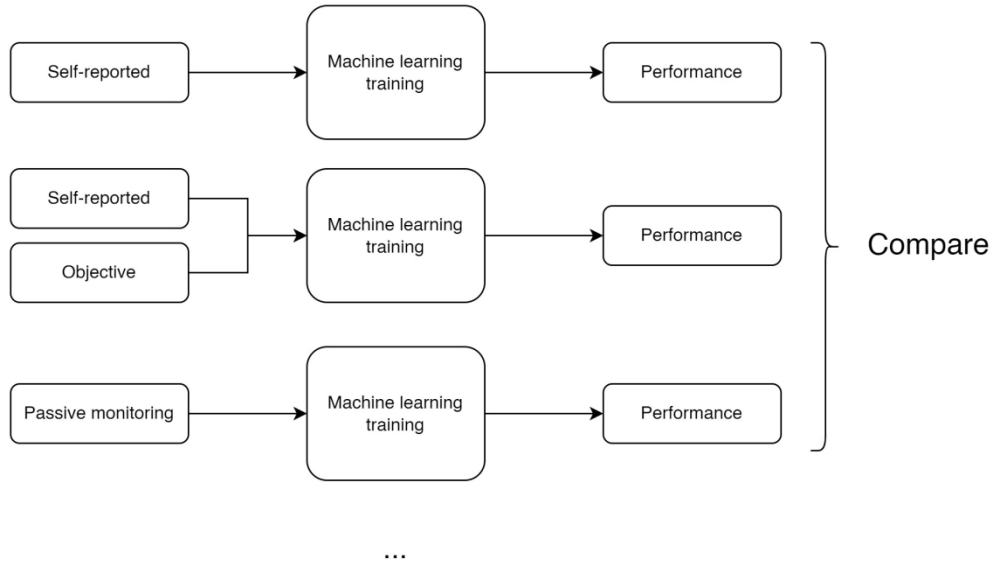 Self-reported
Machine learning
training
Performance
Self-reported
Objective
Machine learning
training
Performance
Compare
Passive monitoring
Machine learning
training
Performance
...